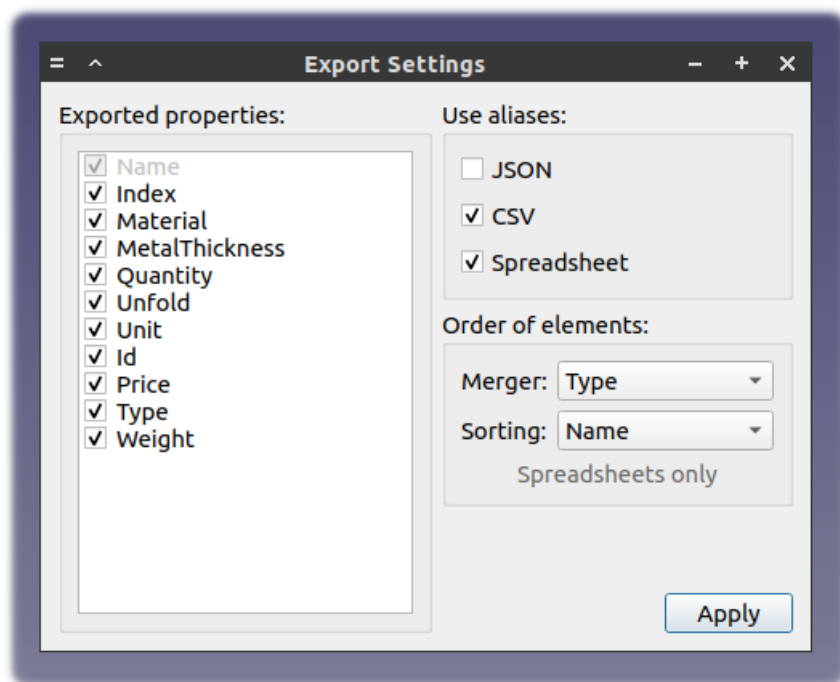 Export Settings
Exported properties:
Name
Index
Material
MetalThickness
Quantity
Unfold
Unit
Id
Price
Type
Weight
Use aliases:
JSON
CSV
Spreadsheet
Order of elements:
Merger: Type
Sorting: Name
Spreadsheets only
Apply